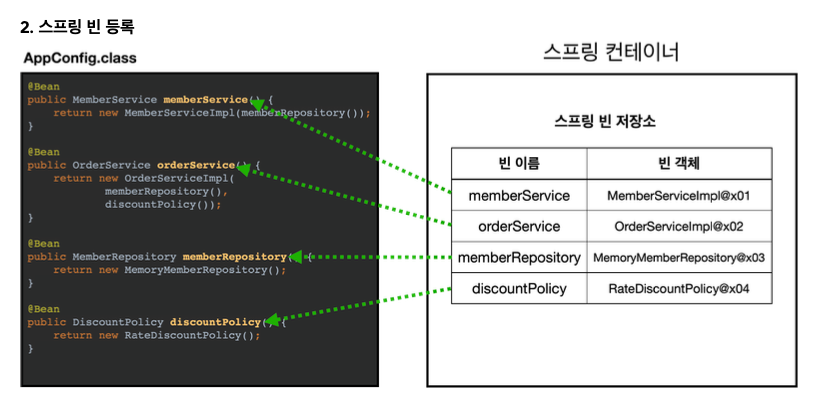 2. 스프링 빈 등록
AppConfig.class
@Bean
public MemberService memberService() {
return new MemberServiceImpl(memberRepository());
}
@Bean
public OrderService orderService() {
return new OrderServiceImpl(
memberRepository(),
discountPolicy());
}
@Bean
public MemberRepository memberRepository() {
return new MemoryMemberRepository();
}
@Bean
public DiscountPolicy discountPolicy() {
return new RateDiscountPolicy();
}
스프링 컨테이너
스프링 빈 저장소
빈 이름 빈 객체
memberService MemberServiceImpl@x01
orderService OrderServiceImpl@x02
memberRepository MemoryMemberRepository@x03
discountPolicy RateDiscountPolicy@x04